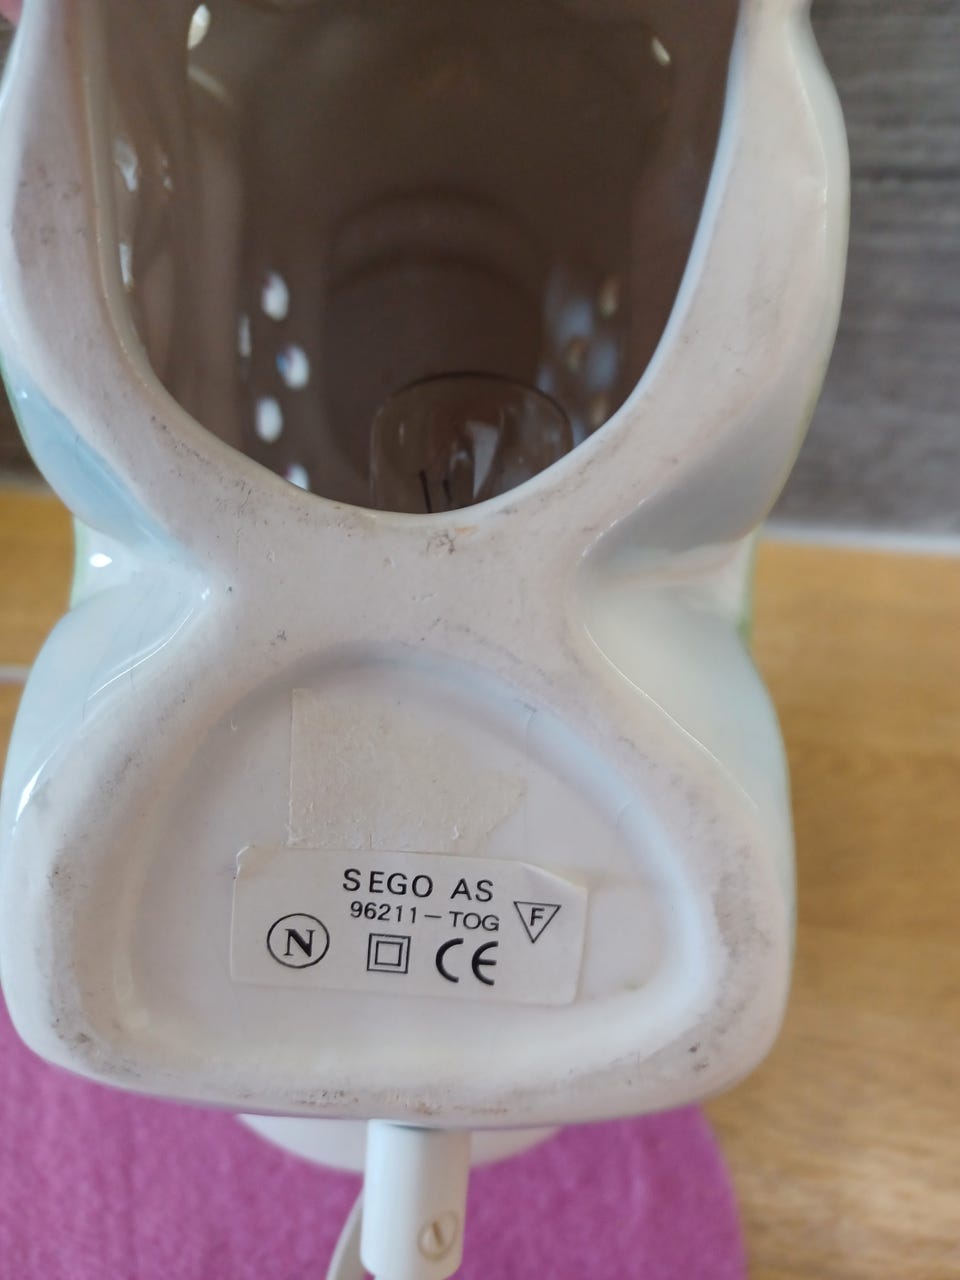 SEGO AS
96211-TOG F
N CE